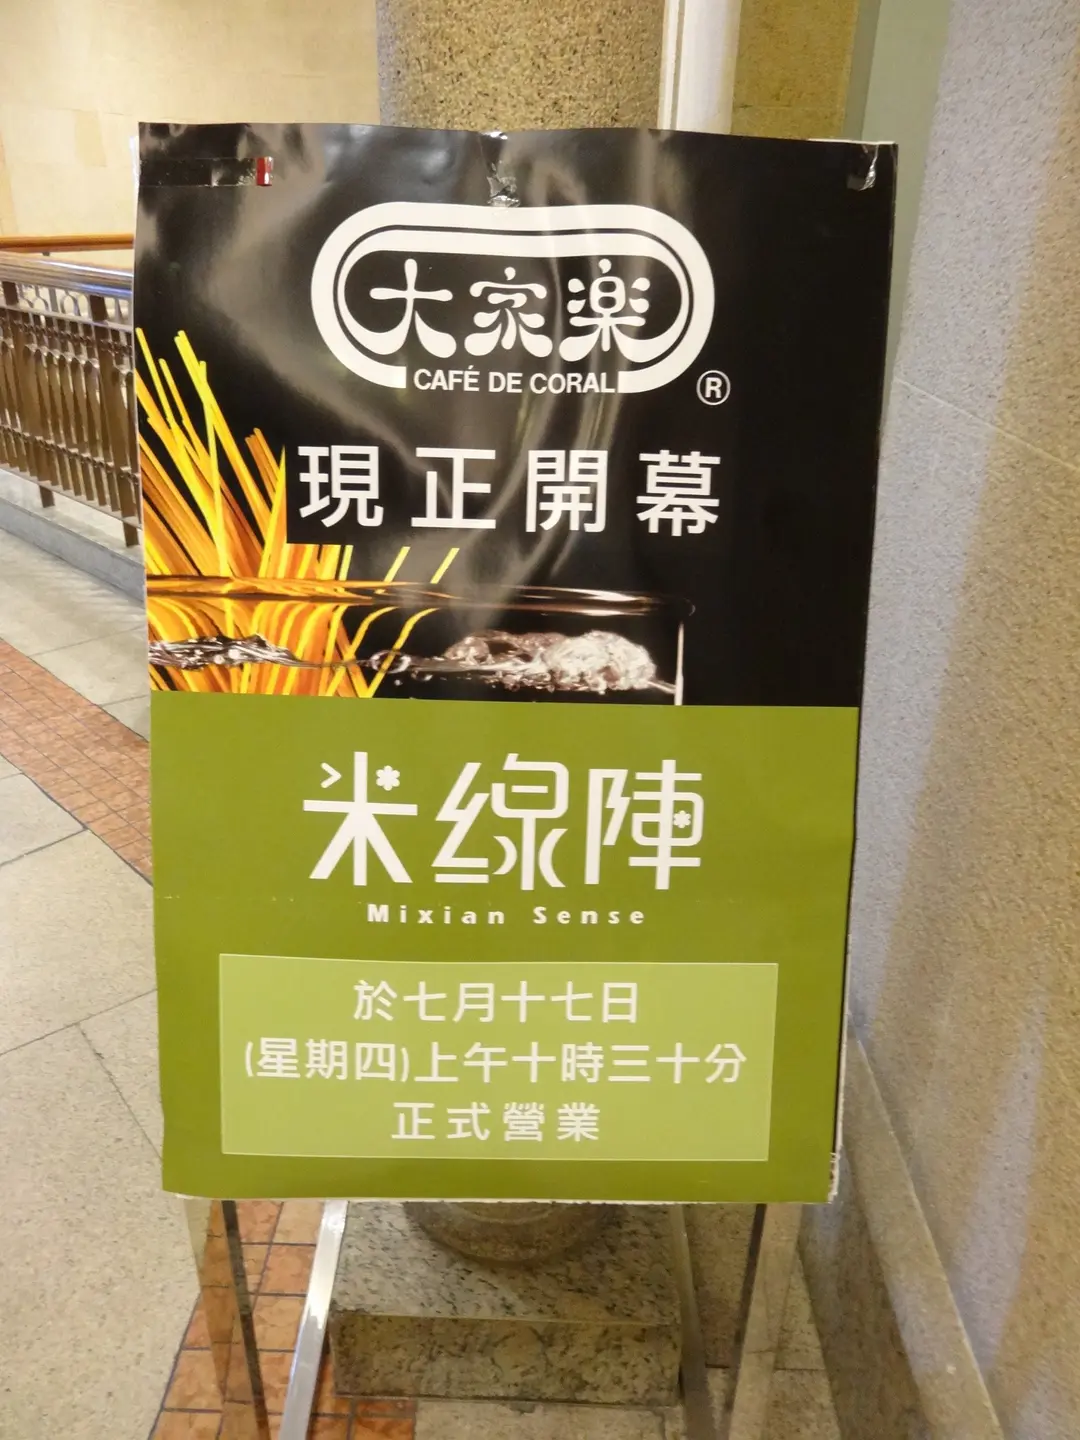 大家樂
CAFÉ DE CORAL
®
現正開幕
米線陣
Mixian Sense
於七月十七日
(星期四)上午十時三十分
正式營業